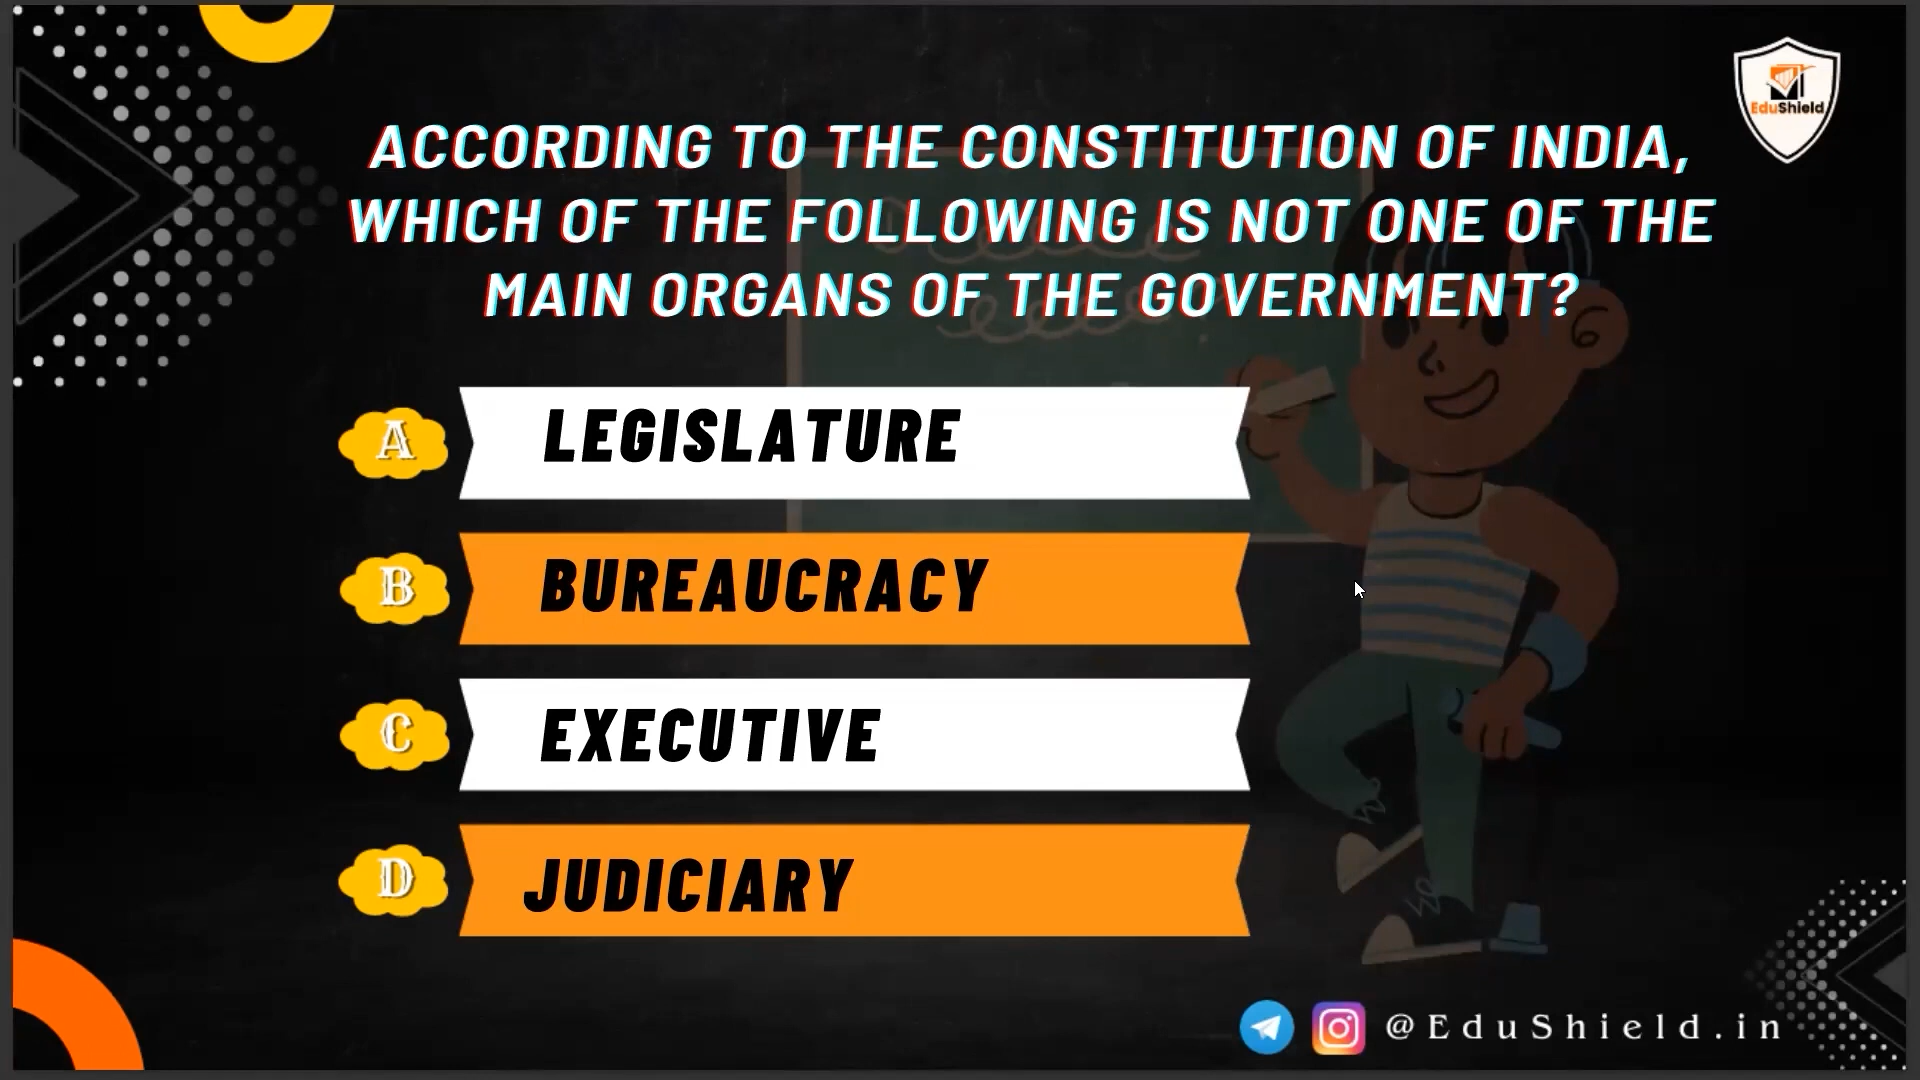 EduShield
ACCORDING TO THE CONSTITUTION OF INDIA,
WHICH OF THE FOLLOWING IS NOT ONE OF THE
MAIN ORGANS OF THE GOVERNMENT?
A LEGISLATURE
B BUREAUCRACY
C EXECUTIVE
D JUDICIARY
@EduShield.in